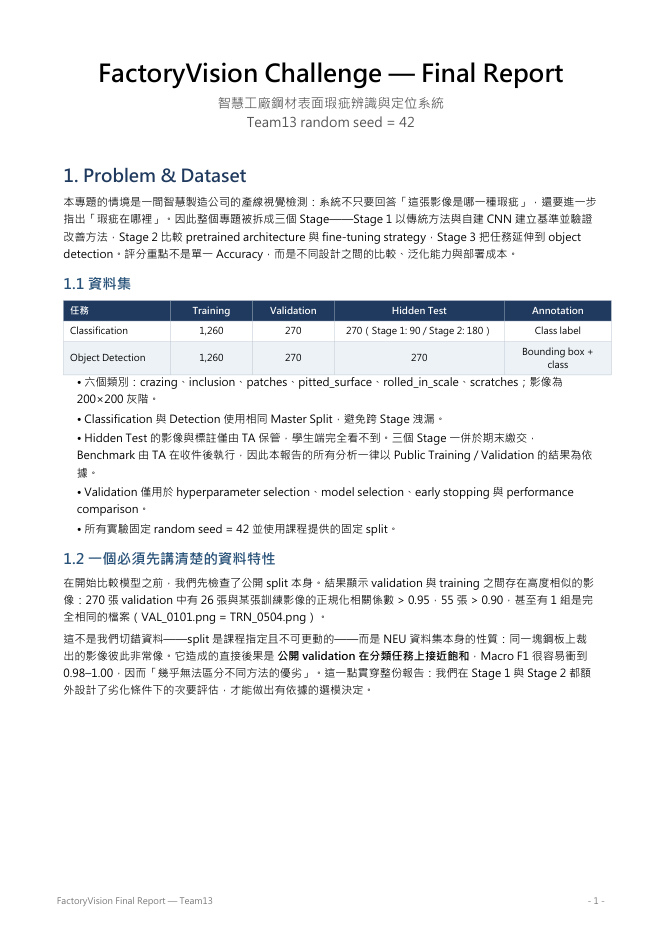 FactoryVision Challenge — Final Report
智慧工廠鋼材表面瑕疵辨識與定位系統
Team13 random seed = 42
1. Problem & Dataset
本專題的情境是一間智慧製造公司的產線視覺檢測：系統不只要回答「這張影像是哪一種瑕疵」，還要進一步
指出「瑕疵在哪裡」。因此整個專題被拆成三個 Stage——Stage 1 以傳統方法與自建 CNN 建立基準並驗證
改善方法，Stage 2 比較 pretrained architecture 與 fine-tuning strategy，Stage 3 把任務延伸到 object
detection。評分重點不是單一 Accuracy，而是不同設計之間的比較、泛化能力與部署成本。
1.1 資料集
任務 Training Validation Hidden Test Annotation
Classification 1,260 270 270（Stage 1: 90 / Stage 2: 180） Class label
Object Detection 1,260 270 270 Bounding box +
class
• 六個類別：crazing、inclusion、patches、pitted_surface、rolled_in_scale、scratches；影像為
200×200 灰階。
• Classification 與 Detection 使用相同 Master Split，避免跨 Stage 洩漏。
• Hidden Test 的影像與標註僅由 TA 保管，學生端完全看不到。三個 Stage 一併於期末繳交，
Benchmark 由 TA 在收件後執行，因此本報告的所有分析一律以 Public Training / Validation 的結果為依
據。
• Validation 僅用於 hyperparameter selection、model selection、early stopping 與 performance
comparison。
• 所有實驗固定 random seed = 42 並使用課程提供的固定 split。
1.2 一個必須先講清楚的資料特性
在開始比較模型之前，我們先檢查了公開 split 本身。結果顯示 validation 與 training 之間存在高度相似的影
像：270 張 validation 中有 26 張與某張訓練影像的正規化相關係數 > 0.95，55 張 > 0.90，甚至有 1 組是完
全相同的檔案（VAL_0101.png = TRN_0504.png）。
這不是我們切錯資料——split 是課程指定且不可更動的——而是 NEU 資料集本身的性質：同一塊鋼板上裁
出的影像彼此非常像。它造成的直接後果是 公開 validation 在分類任務上接近飽和，Macro F1 很容易衝到
0.98–1.00，因而「幾乎無法區分不同方法的優劣」。這一點貫穿整份報告：我們在 Stage 1 與 Stage 2 都額
外設計了劣化條件下的次要評估，才能做出有依據的選模決定。
FactoryVision Final Report — Team13
- 1 -